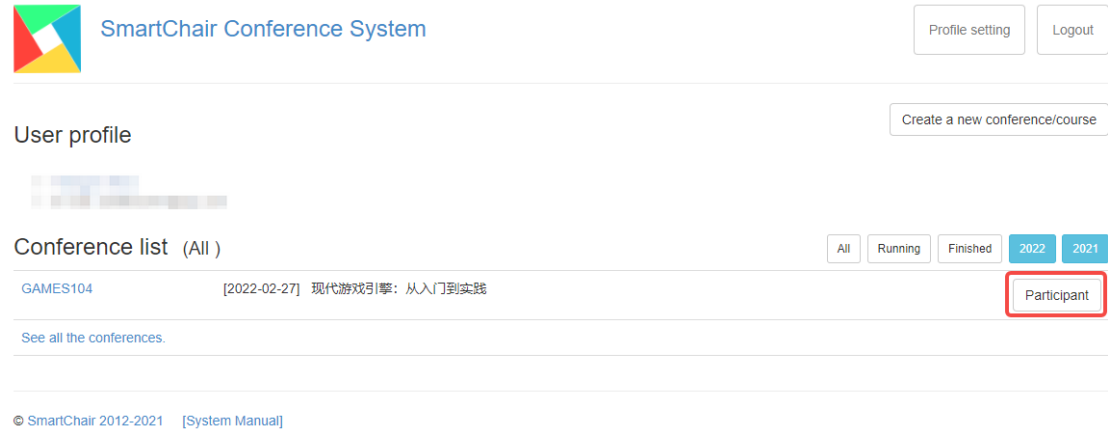 SmartChair Conference System
Profile setting
Logout
Create a new conference/course
User profile
Conference list (All )
All
Running
Finished
2022
2021
GAMES104 [2022-02-27] 现代游戏引擎：从入门到实践 Participant
See all the conferences.
© SmartChair 2012-2021 [System Manual]